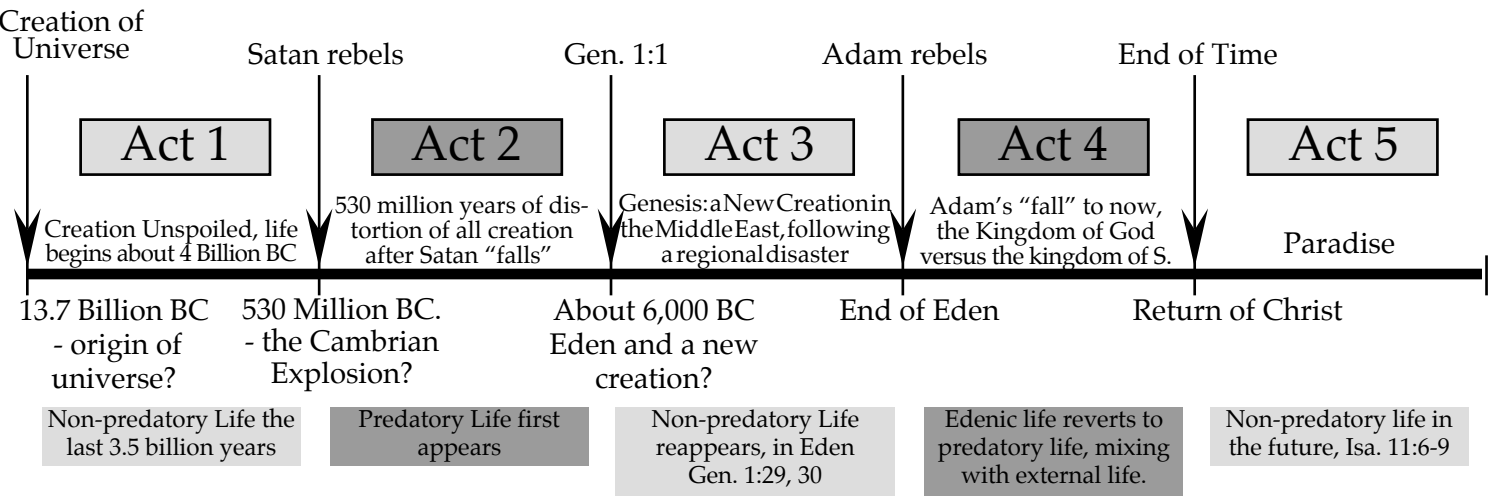 Creation of
Universe
Satan rebels
Gen. 1:1
Adam rebels
End of Time
Act 1
Act 2
Act 3
Act 4
Act 5
Creation Unspoiled, life
begins about 4 Billion BC
530 million years of dis-
tortion of all creation
after Satan “falls”
Genesis: a New Creation in
the Middle East, following
a regional disaster
Adam’s “fall” to now,
the Kingdom of God
versus the kingdom of S.
Paradise
13.7 Billion BC
- origin of
universe?
530 Million BC.
- the Cambrian
Explosion?
About 6,000 BC
Eden and a new
creation?
End of Eden
Return of Christ
Non-predatory Life the
last 3.5 billion years
Predatory Life first
appears
Non-predatory Life
reappears, in Eden
Gen. 1:29, 30
Edenic life reverts to
predatory life, mixing
with external life.
Non-predatory life in
the future, Isa. 11:6-9